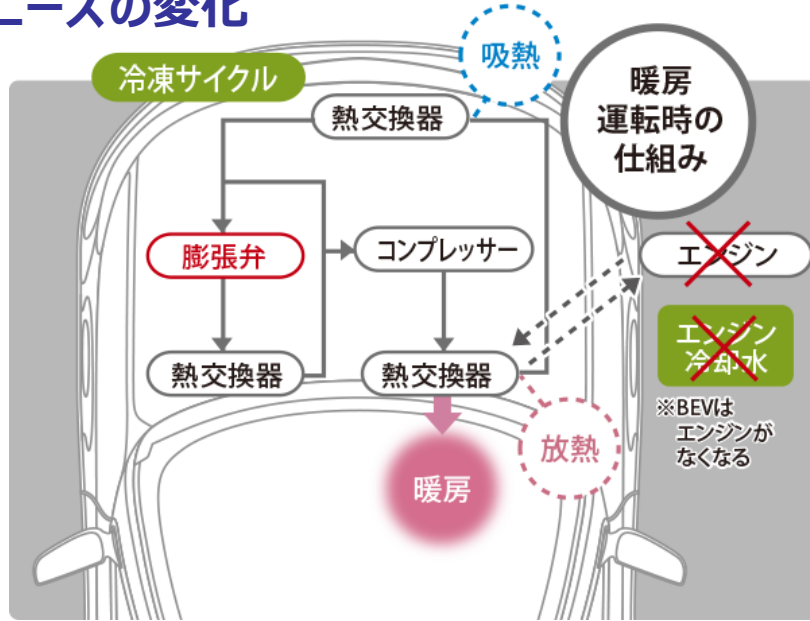 ニーズの変化
冷凍サイクル
吸熱
暖房
運転時の
仕組み
熱交換器
膨張弁
コンプレッサー
エンジン
エンジン
冷却水
熱交換器
熱交換器
※BEVは
エンジンが
なくなる
放熱
暖房